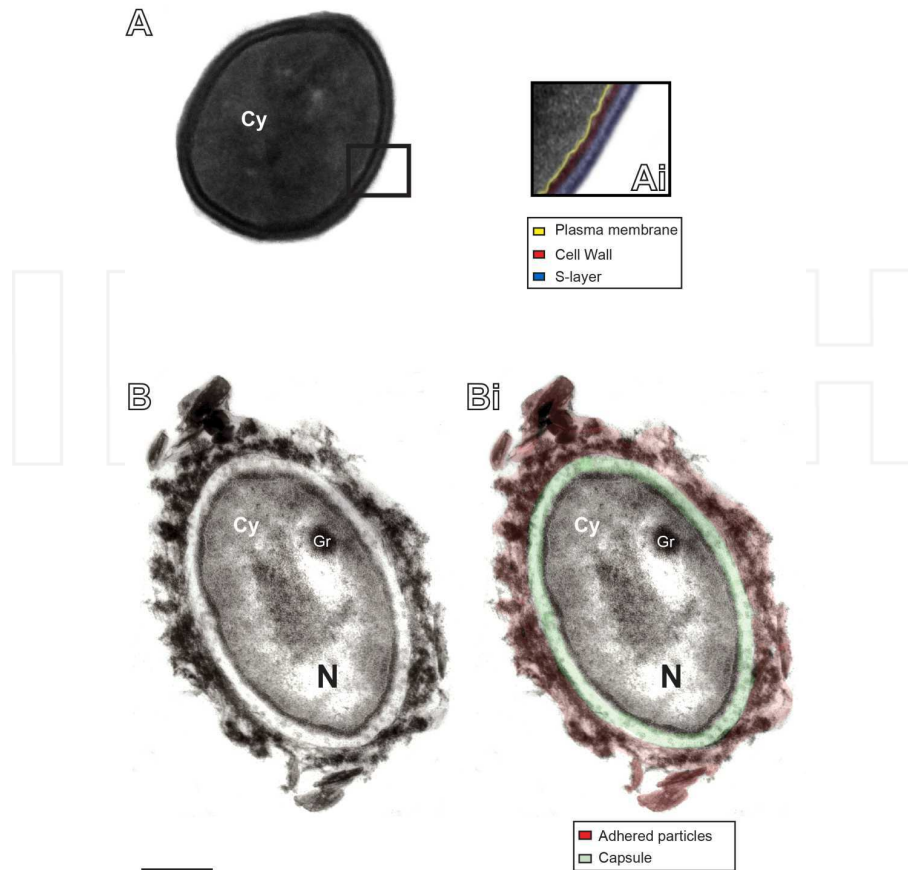 A
Cy
Ai
Plasma membrane
Cell Wall
S-layer
B
Cy
Gr
N
Bi
Cy
Gr
N
Adhered particles
Capsule